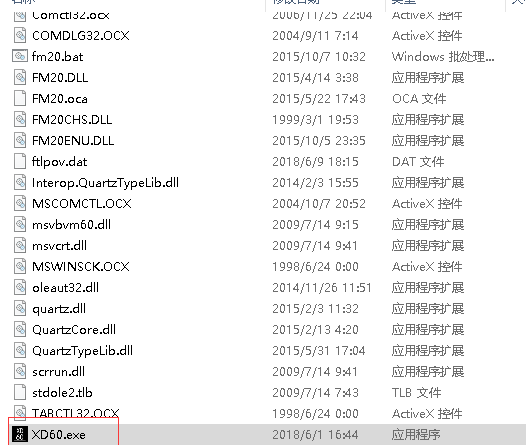 名称 修改日期 类型
Comctl32.ocx 2006/11/25 22:04 ActiveX 控件
COMDLG32.OCX 2004/9/11 7:14 ActiveX 控件
fm20.bat 2015/10/7 10:32 Windows 批处理...
FM20.DLL 2015/4/14 3:38 应用程序扩展
FM20.oca 2015/5/22 17:43 OCA 文件
FM20CHS.DLL 1999/3/1 19:53 应用程序扩展
FM20ENU.DLL 2015/10/5 23:35 应用程序扩展
ftlpov.dat 2018/6/9 18:15 DAT 文件
Interop.QuartzTypeLib.dll 2014/2/3 15:55 应用程序扩展
MSCOMCTL.OCX 2004/10/7 20:52 ActiveX 控件
msvbvm60.dll 2009/7/14 9:15 应用程序扩展
msvcrt.dll 2009/7/14 9:41 应用程序扩展
MSWINSCK.OCX 1998/6/24 0:00 ActiveX 控件
oleaut32.dll 2014/11/26 11:51 应用程序扩展
quartz.dll 2015/2/3 11:32 应用程序扩展
QuartzCore.dll 2015/2/13 4:20 应用程序扩展
QuartzTypeLib.dll 2015/5/31 17:04 应用程序扩展
scrrun.dll 2009/7/14 9:41 应用程序扩展
stdole2.tlb 2009/7/14 7:43 TLB 文件
TABCTL32.OCX 1998/6/24 0:00 ActiveX 控件
XD60.exe 2018/6/1 16:44 应用程序